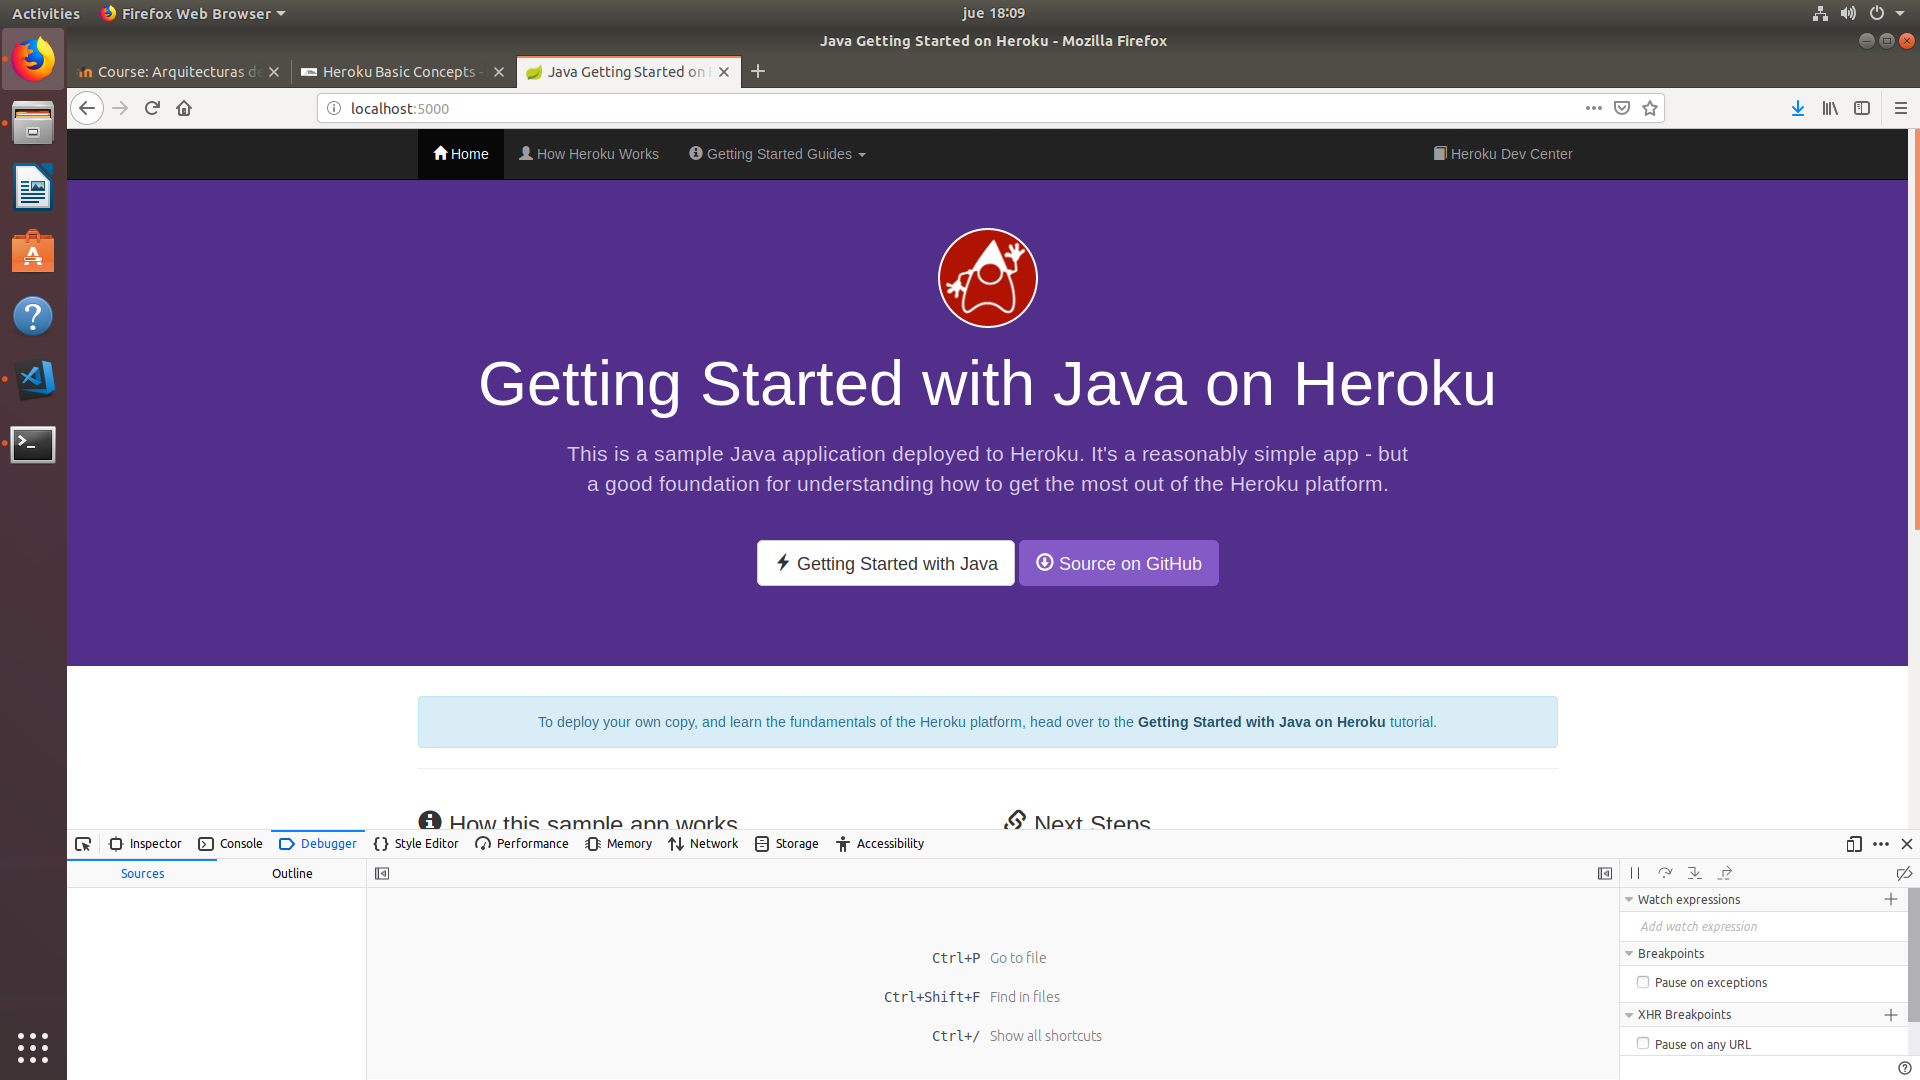 Activities
Firefox Web Browser
jue 18:09
Java Getting Started on Heroku - Mozilla Firefox
Course: Arquitecturas de
Heroku Basic Concepts -
Java Getting Started on
localhost:5000
Home
How Heroku Works
Getting Started Guides
Heroku Dev Center
Getting Started with Java on Heroku
This is a sample Java application deployed to Heroku. It's a reasonably simple app - but
a good foundation for understanding how to get the most out of the Heroku platform.
Getting Started with Java
Source on GitHub
To deploy your own copy, and learn the fundamentals of the Heroku platform, head over to the Getting Started with Java on Heroku tutorial.
How this sample app works
Next Steps
Inspector
Console
Debugger
Style Editor
Performance
Memory
Network
Storage
Accessibility
Sources
Outline
Watch expressions
Add watch expression
Breakpoints
Pause on exceptions
XHR Breakpoints
Pause on any URL
Ctrl+P Go to file
Ctrl+Shift+F Find in files
Ctrl+/ Show all shortcuts